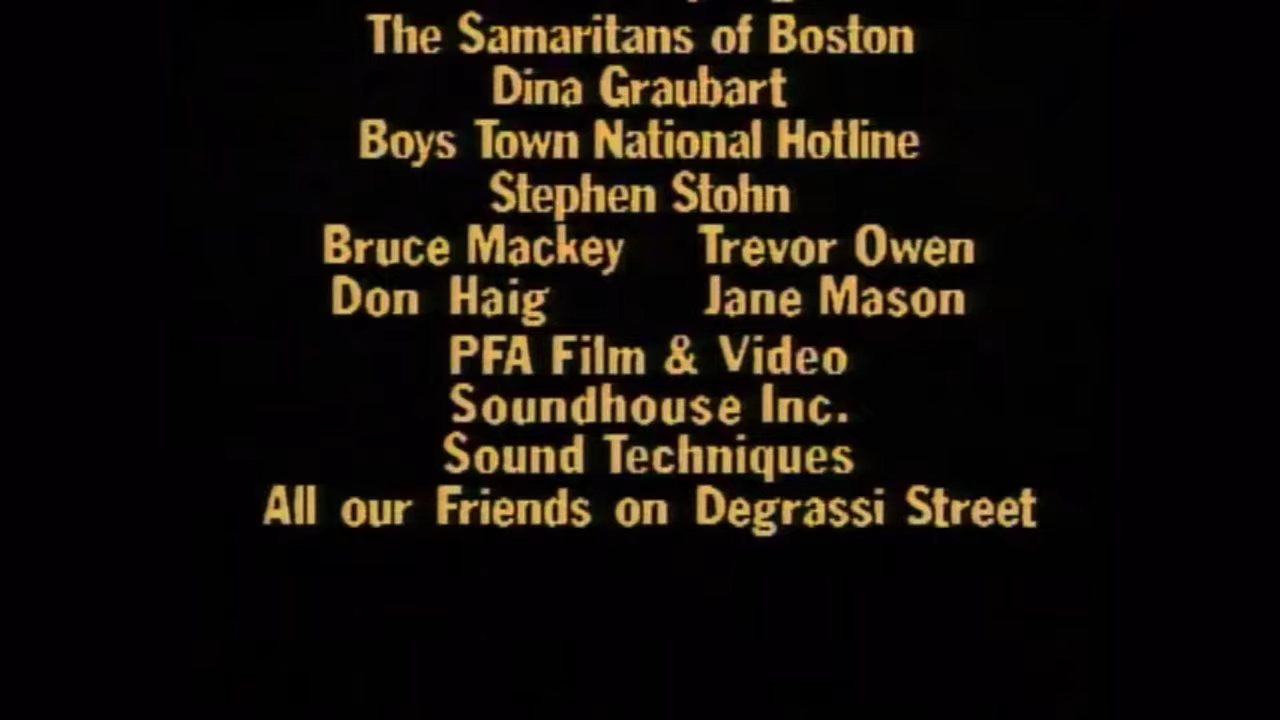 The Samaritans of Boston
Dina Graubart
Boys Town National Hotline
Stephen Stohn
Bruce Mackey Trevor Owen
Don Haig Jane Mason
PFA Film & Video
Soundhouse Inc.
Sound Techniques
All our Friends on Degrassi Street